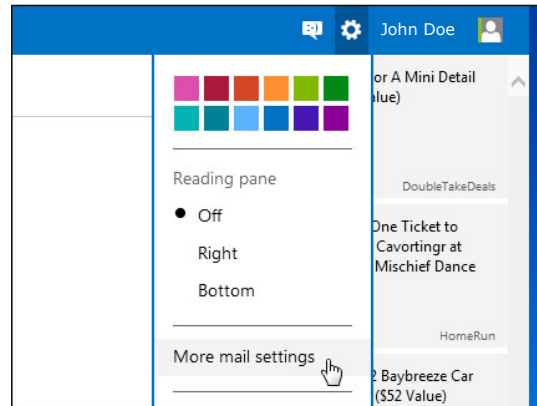 John Doe
or A Mini Detail
lue)
DoubleTakeDeals
Reading pane
Off
Right
Bottom
One Ticket to
Cavortingr at
Mischief Dance
HomeRun
More mail settings
2 Baybreeze Car
($52 Value)